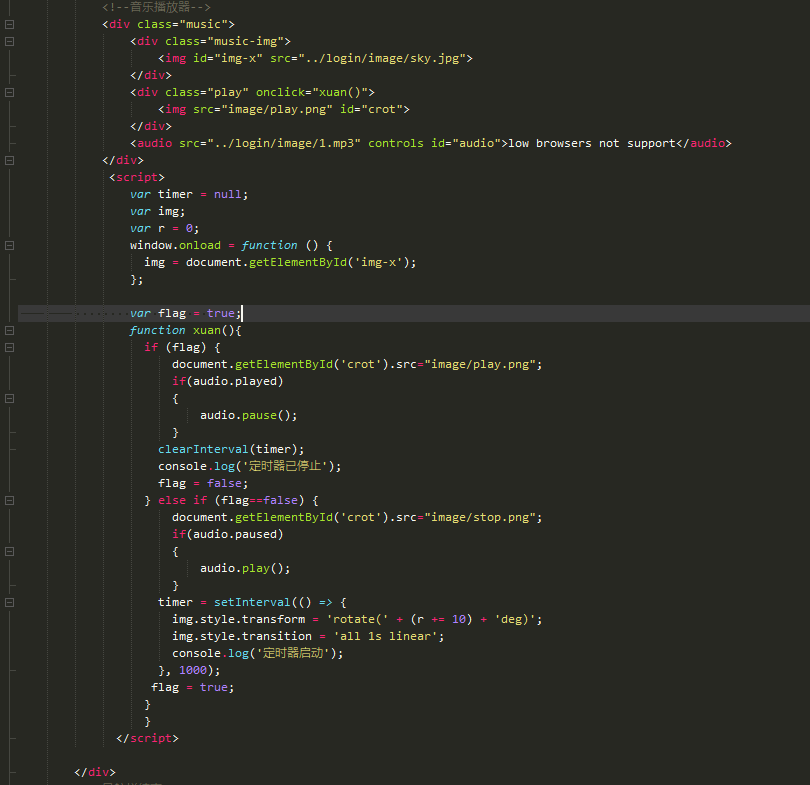 <!--音乐播放器-->
<div class="music">
<div class="music-img">
<img id="img-x" src="../login/image/sky.jpg">
</div>
<div class="play" onclick="xuan()">
<img src="image/play.png" id="crot">
</div>
<audio src="../login/image/1.mp3" controls id="audio">low browsers not support</audio>
</div>
<script>
var timer = null;
var img;
var r = 0;
window.onload = function () {
img = document.getElementById('img-x');
};
var flag = true;
function xuan(){
if (flag) {
document.getElementById('crot').src="image/play.png";
if(audio.played)
{
audio.pause();
}
clearInterval(timer);
console.log('定时器已停止');
flag = false;
} else if (flag==false) {
document.getElementById('crot').src="image/stop.png";
if(audio.paused)
{
audio.play();
}
timer = setInterval(() => {
img.style.transform = 'rotate(' + (r += 10) + 'deg)';
img.style.transition = 'all 1s linear';
console.log('定时器启动');
}, 1000);
flag = true;
}
}
</script>
</div>